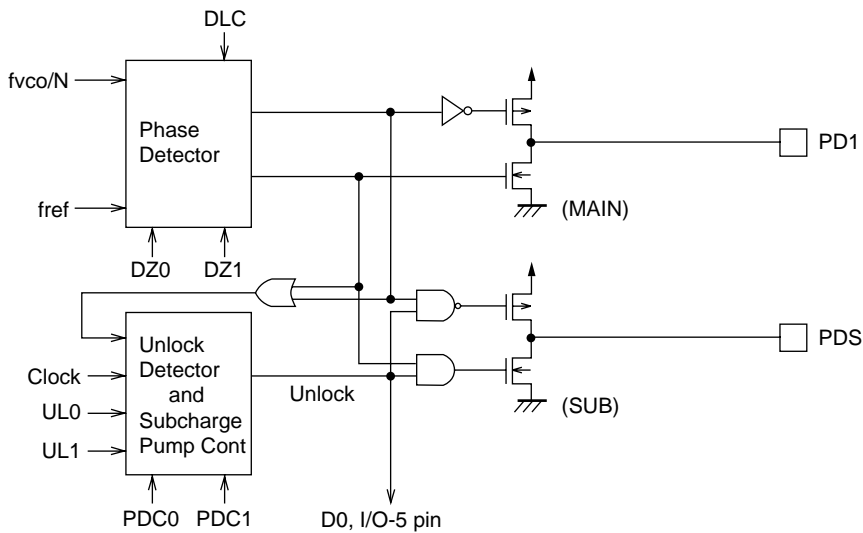 DLC
fvco/N
Phase
Detector
PD1
fref
(MAIN)
DZ0
DZ1
Unlock
Detector
and
Subcharge
Pump Cont
PDS
Clock
Unlock
UL0
(SUB)
UL1
PDC0
PDC1
D0, I/O-5 pin